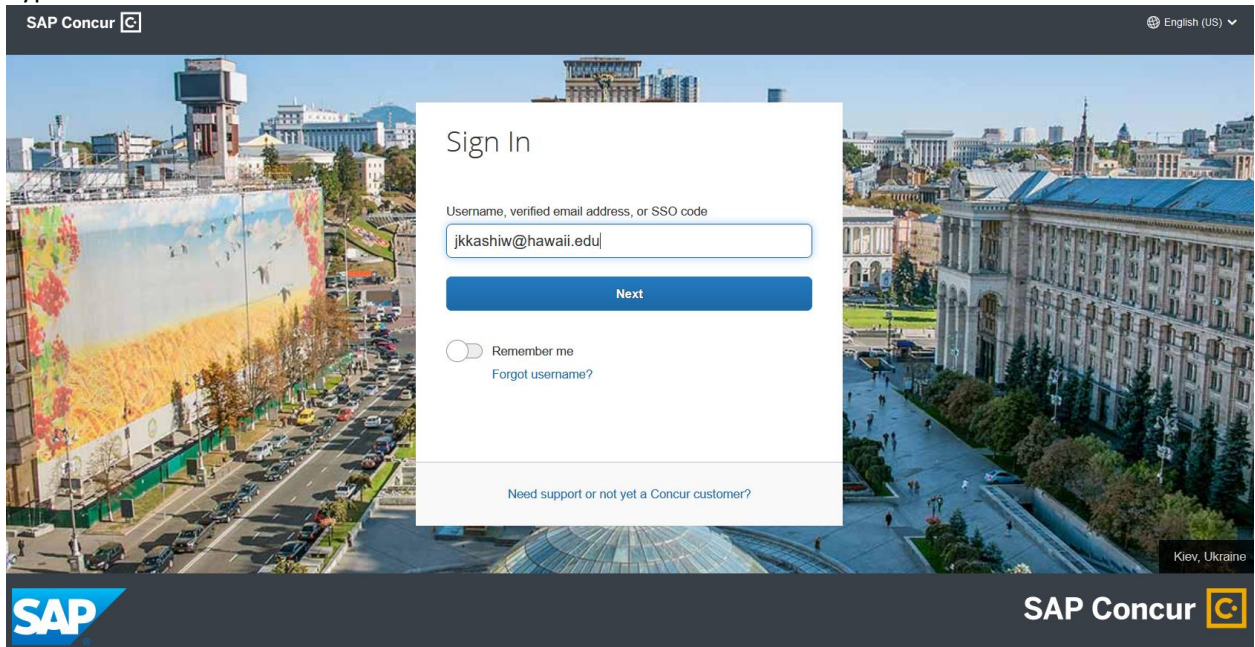 SAP Concur C
English (US)
Sign In
Username, verified email address, or SSO code
jkkashiw@hawaii.edu
Next
Remember me
Forgot username?
Need support or not yet a Concur customer?
Kiev, Ukraine
SAP
SAP Concur C